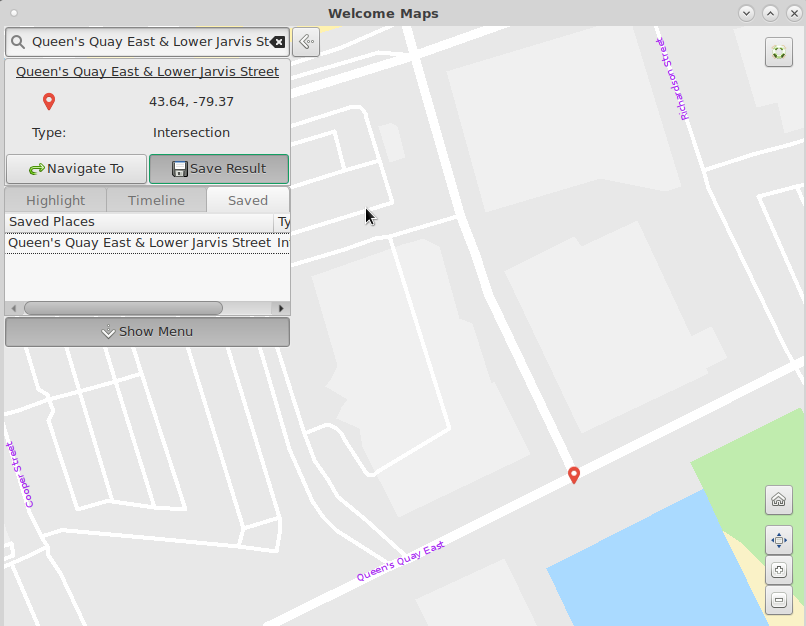 Welcome Maps
Queen's Quay East & Lower Jarvis St
Queen's Quay East & Lower Jarvis Street
43.64, -79.37
Type: Intersection
Navigate To Save Result
Highlight Timeline Saved
Saved Places Ty
Queen's Quay East & Lower Jarvis Street In
Show Menu
Richardson Street
Cooper Street
Queen's Quay East